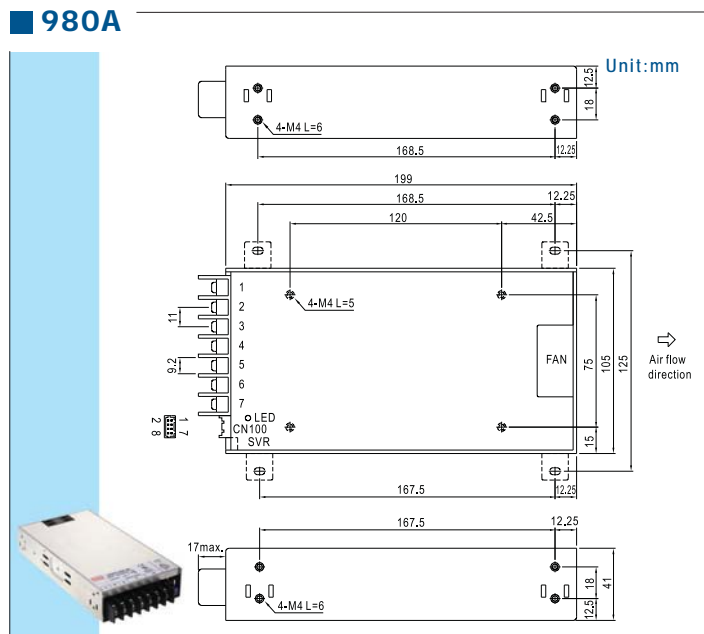 980A
Unit:mm
12.5
18
4-M4 L=6
168.5
12.25
199
168.5
12.25
120
42.5
1
2
3
4
5
6
7
4-M4 L=5
11
9.2
FAN
75
105
125
15
Air flow
direction
LED
CN100
SVR
2 8
1 7
167.5
12.25
167.5
12.25
17max.
4-M4 L=6
18
12.5
41